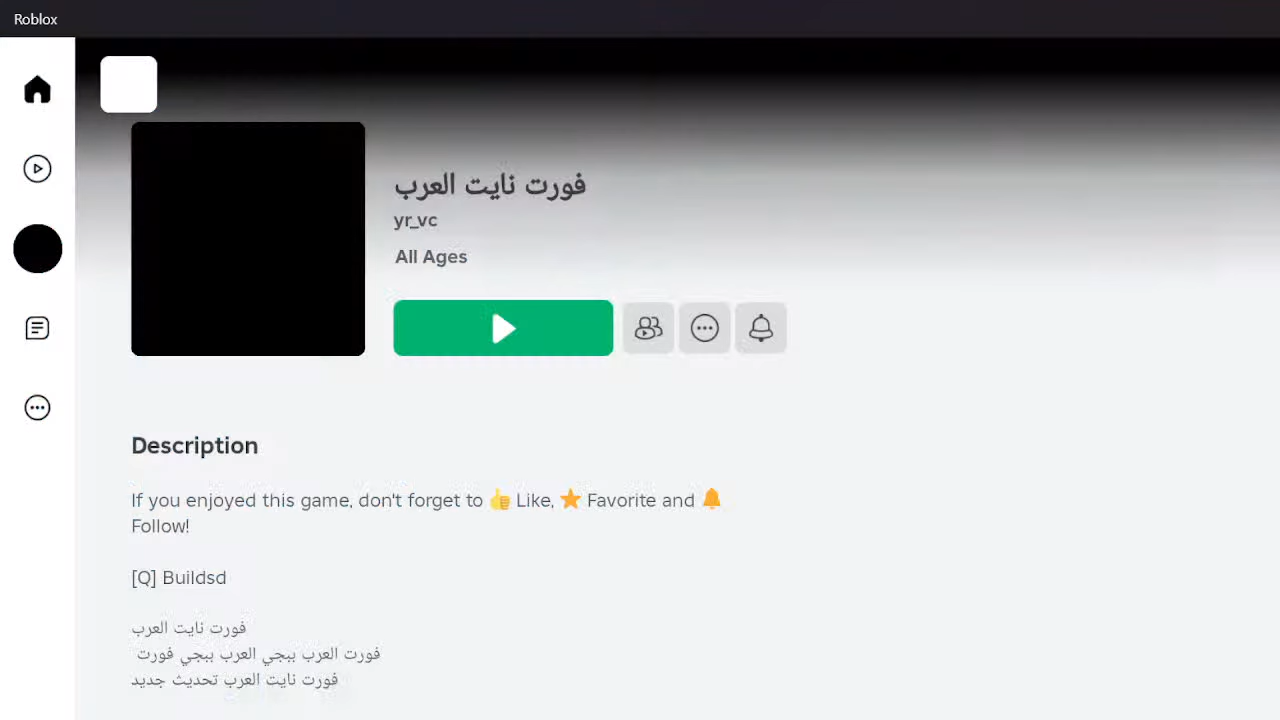 Roblox
فورت نايت العرب
yr_vc
All Ages
Description
If you enjoyed this game, don't forget to 👍 Like, ⭐ Favorite and 🔔
Follow!
[Q] Buildsd
فورت نايت العرب
فورت العرب ببجي العرب ببجي فورت
فورت نايت العرب تحديث جديد